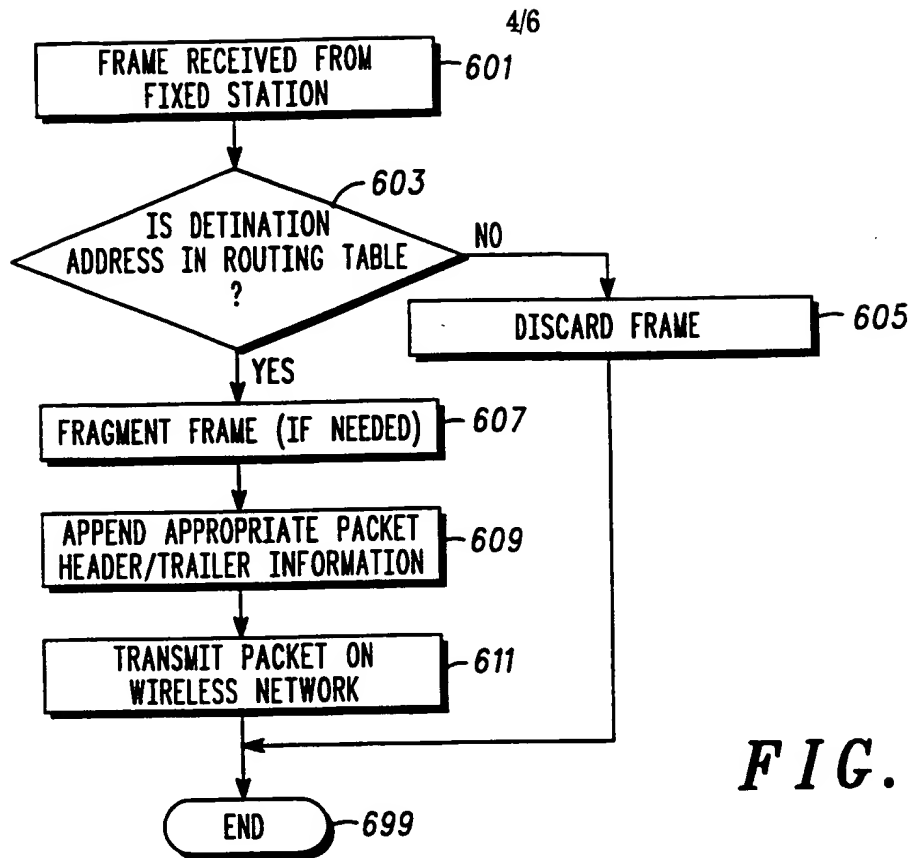 4/6
FRAME RECEIVED FROM
FIXED STATION
601
603
IS DETINATION
ADDRESS IN ROUTING TABLE
?
NO
DISCARD FRAME
605
YES
FRAGMENT FRAME (IF NEEDED)
607
APPEND APPROPRIATE PACKET
HEADER/TRAILER INFORMATION
609
TRANSMIT PACKET ON
WIRELESS NETWORK
611
FIG.
END
699